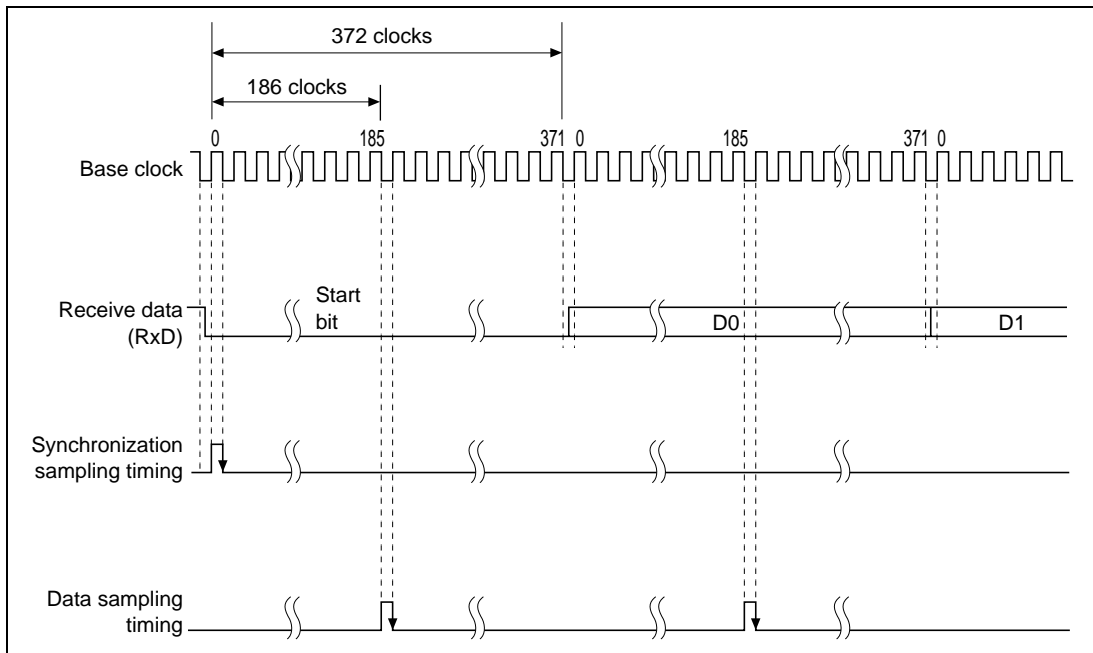 372 clocks
186 clocks
0 185 371 0 185 371 0
Base clock
Receive data
(RxD)
Start
bit
D0
D1
Synchronization
sampling timing
Data sampling
timing